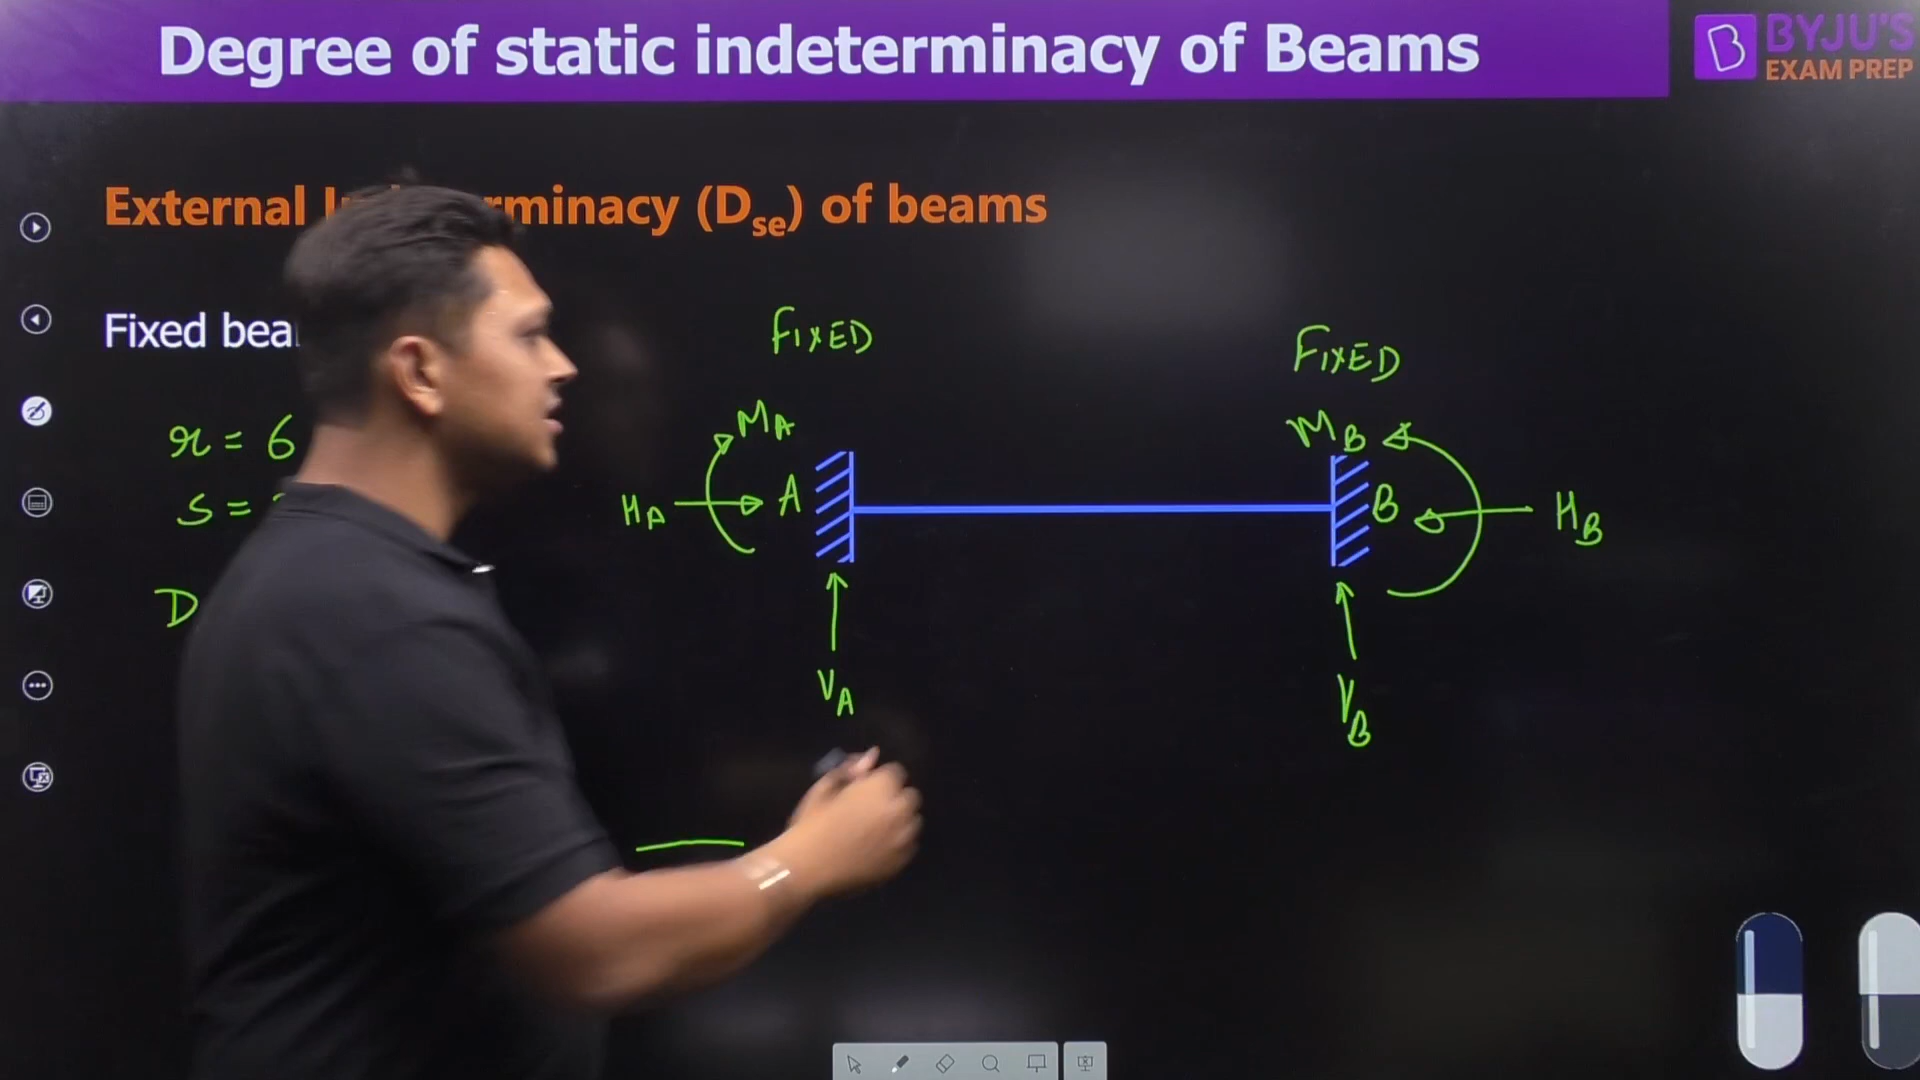 Degree of static indeterminacy of Beams
BYJU'S
EXAM PREP
External I rminacy (Dse) of beams
Fixed bea
FIXED
FIXED
r = 6
MA
MB
s =
HA
A
B
HB
D
VA
VB